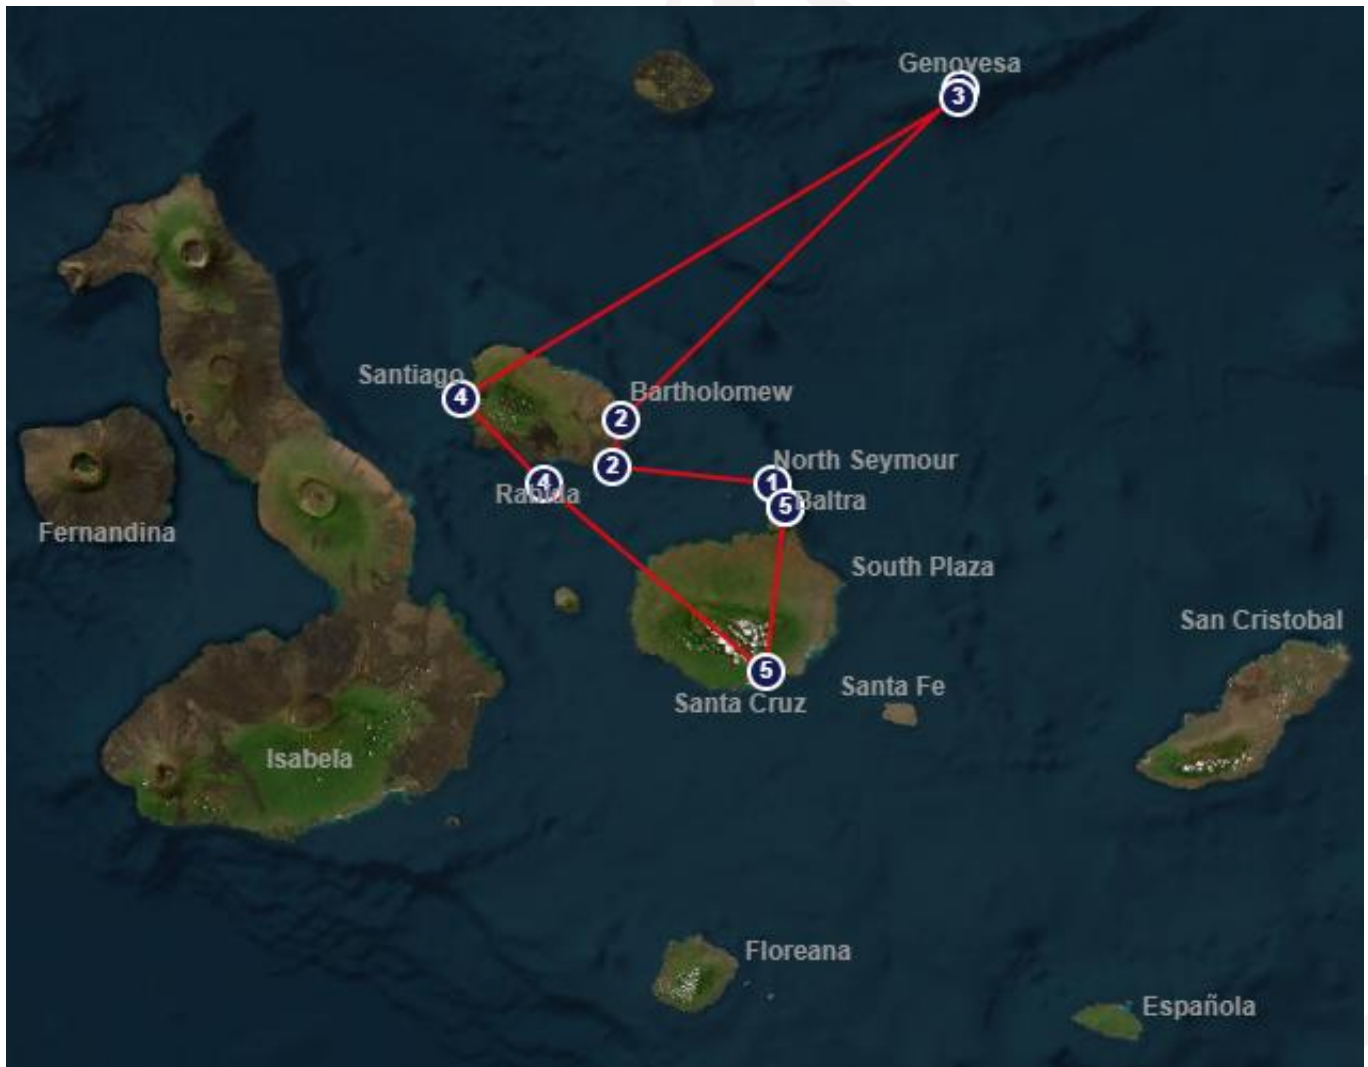 Genovesa
3
Santiago
4
Bartholomew
2
2
North Seymour
1
4
Rabida
5
Baltra
Fernandina
South Plaza
San Cristobal
5
Santa Fe
Santa Cruz
Isabela
Floreana
Española